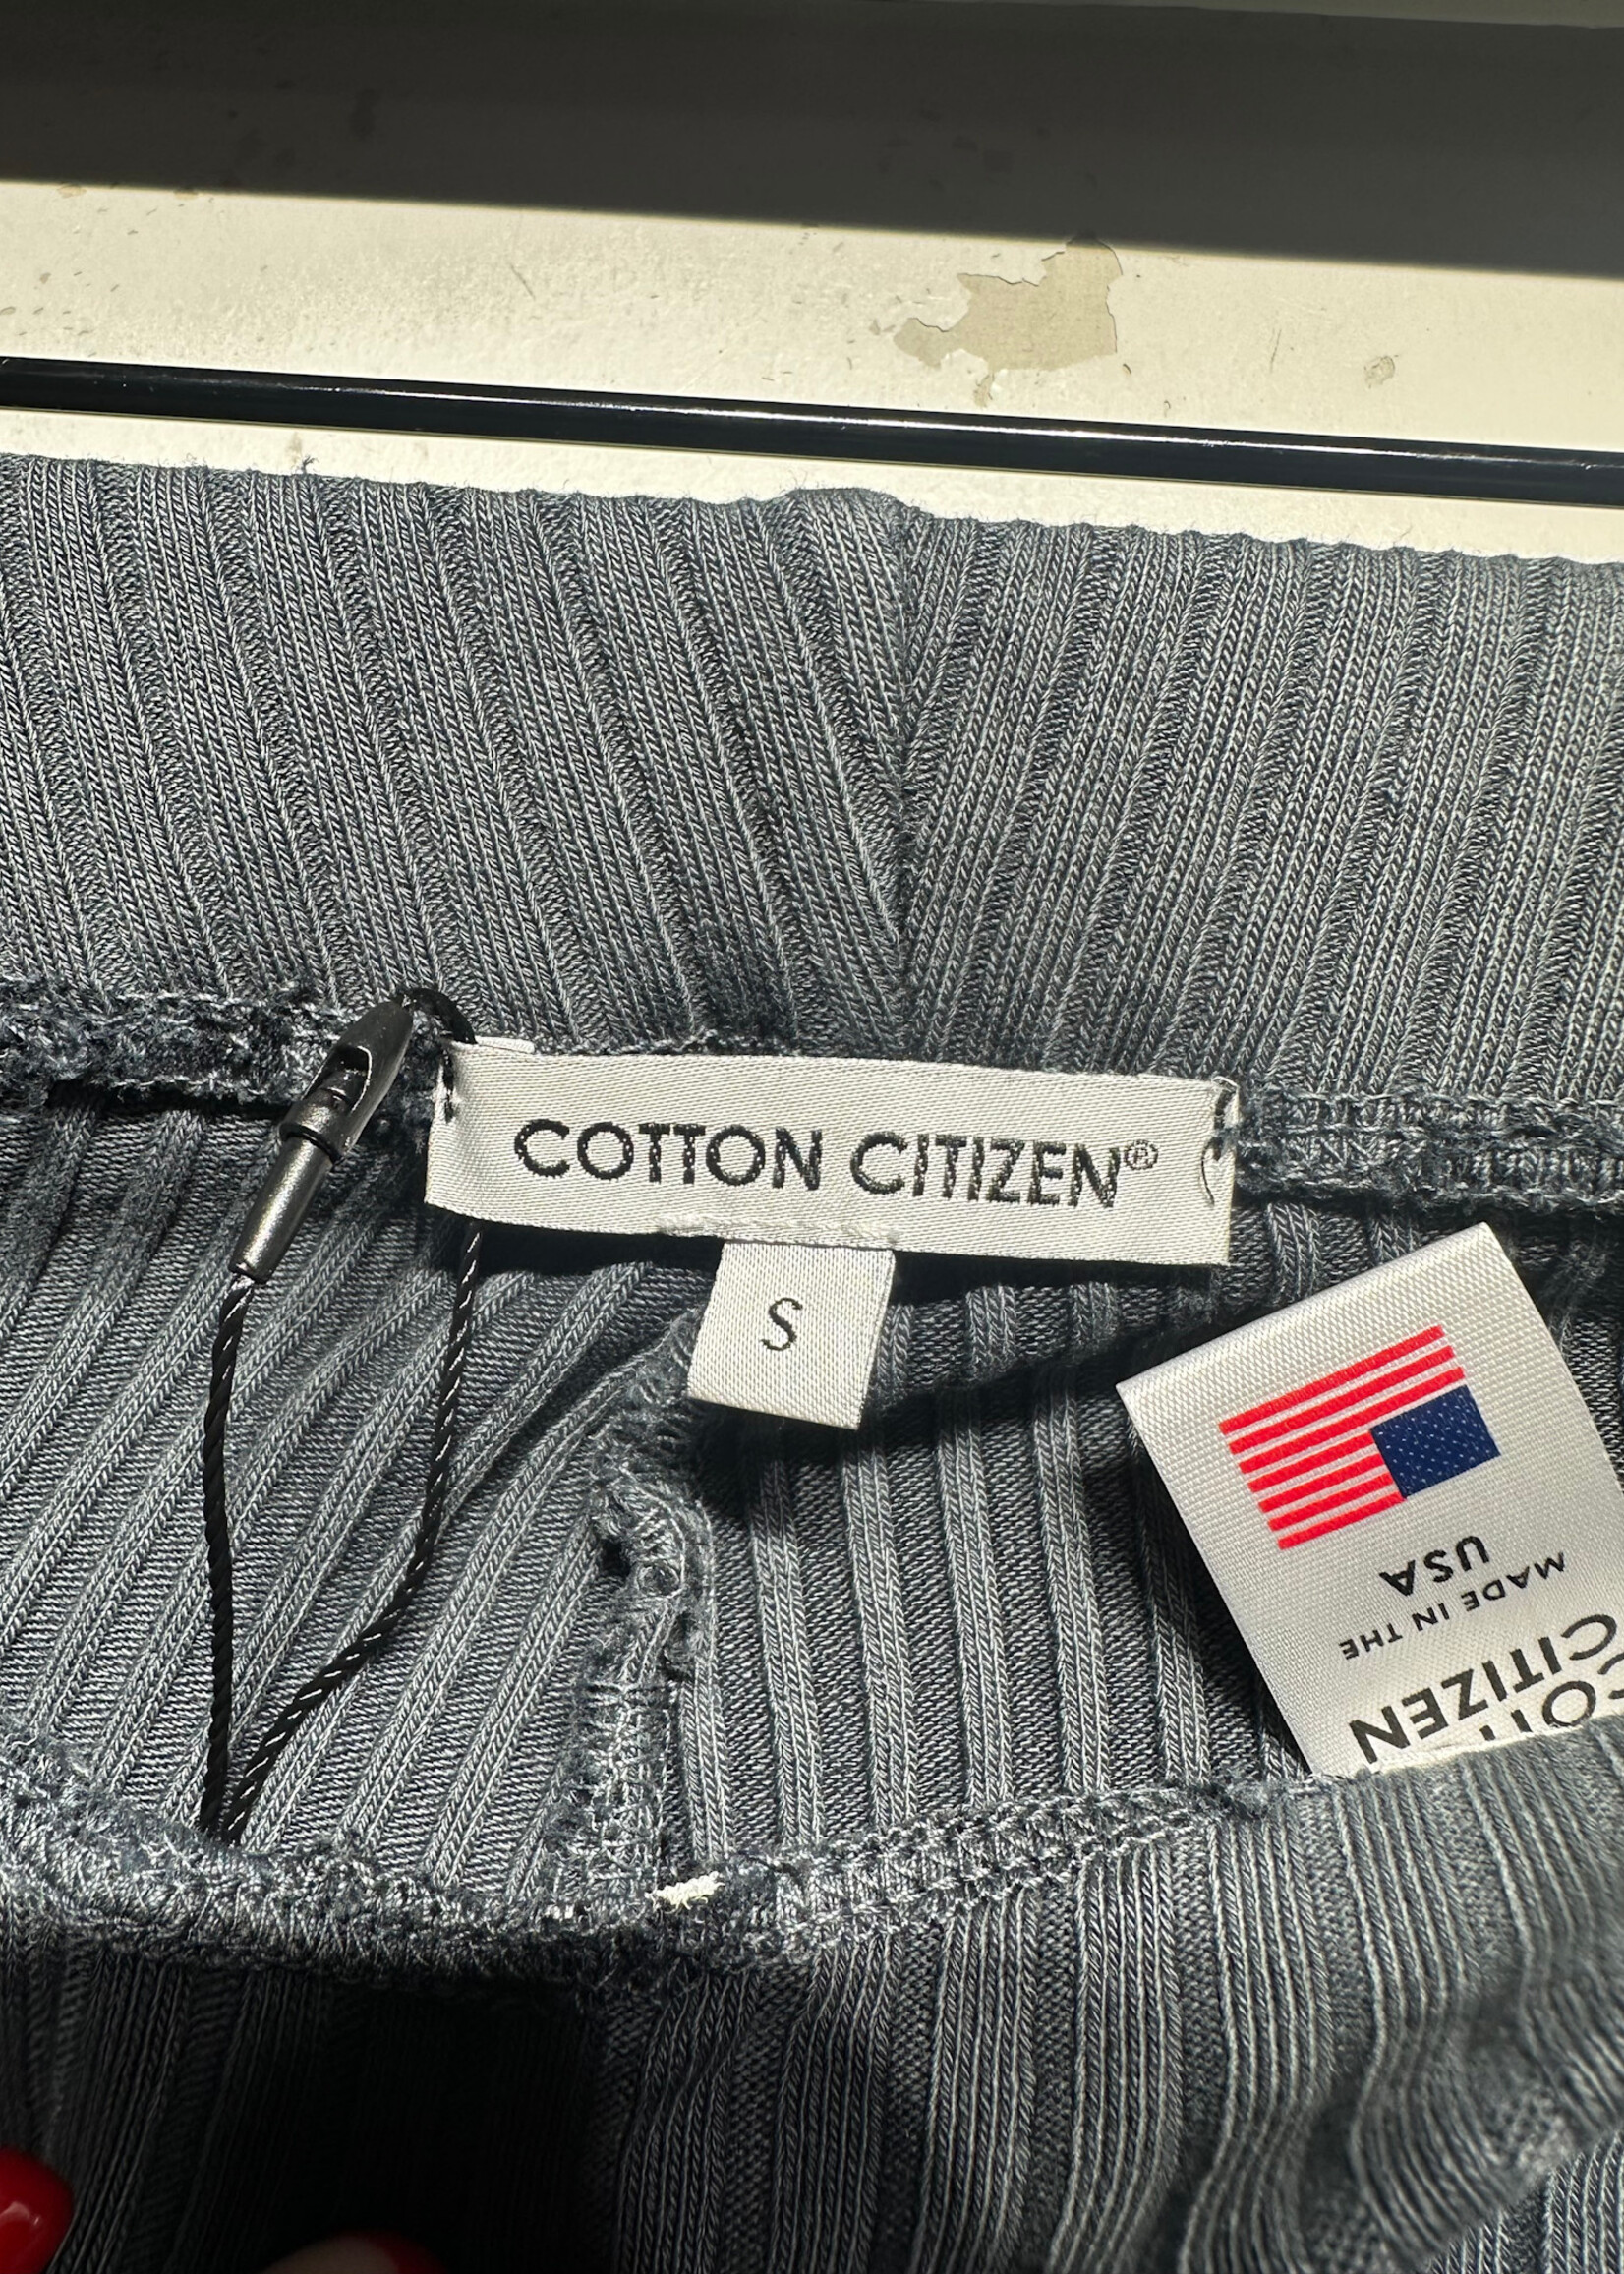 COTTON CITIZEN®
S
CITIZEN
MADE IN THE
USA